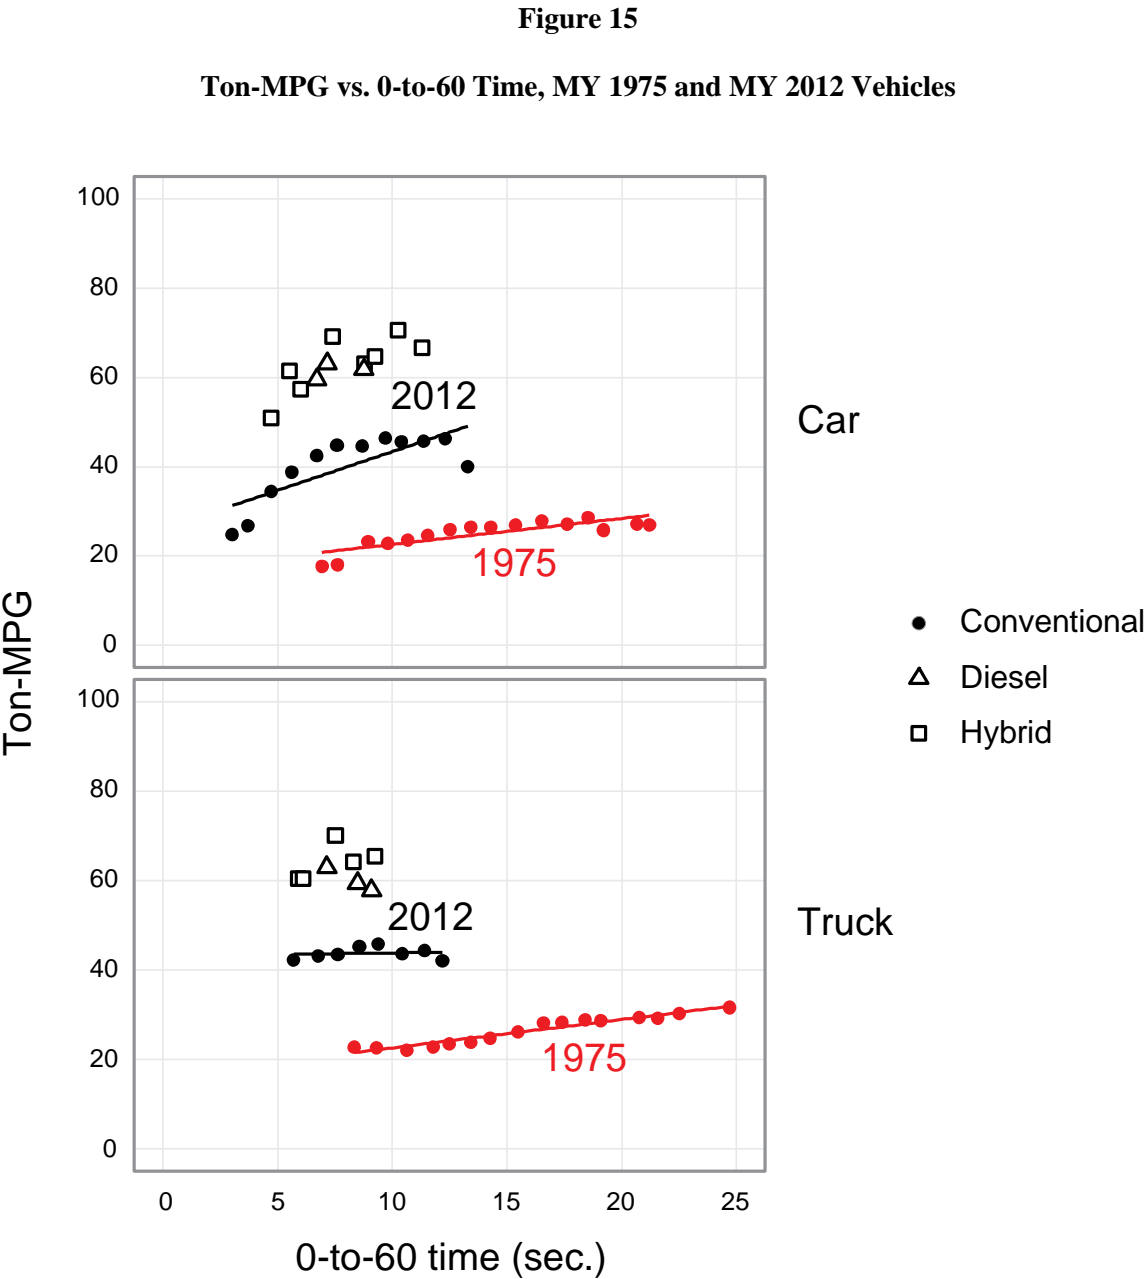 Figure 15
Ton-MPG vs. 0-to-60 Time, MY 1975 and MY 2012 Vehicles
100
80
60
40
20
0
2012
1975
Car
Ton-MPG
Conventional
Diesel
Hybrid
100
80
60
40
20
0
2012
1975
Truck
0 5 10 15 20 25
0-to-60 time (sec.)